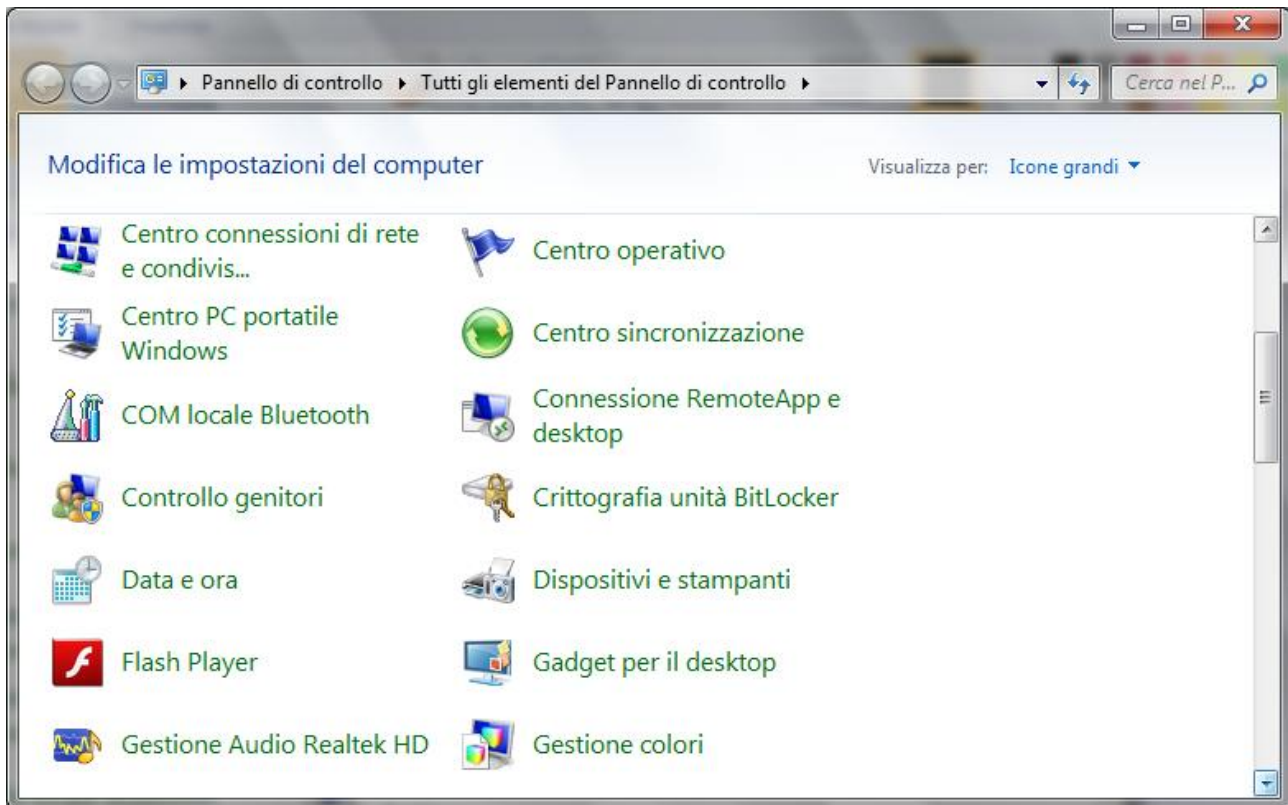 Pannello di controllo
Tutti gli elementi del Pannello di controllo
Cerca nel P...
Modifica le impostazioni del computer
Visualizza per: Icone grandi
Centro connessioni di rete
e condivis...
Centro operativo
Centro PC portatile
Windows
Centro sincronizzazione
COM locale Bluetooth
Connessione RemoteApp e
desktop
Controllo genitori
Crittografia unità BitLocker
Data e ora
Dispositivi e stampanti
Flash Player
Gadget per il desktop
Gestione Audio Realtek HD
Gestione colori